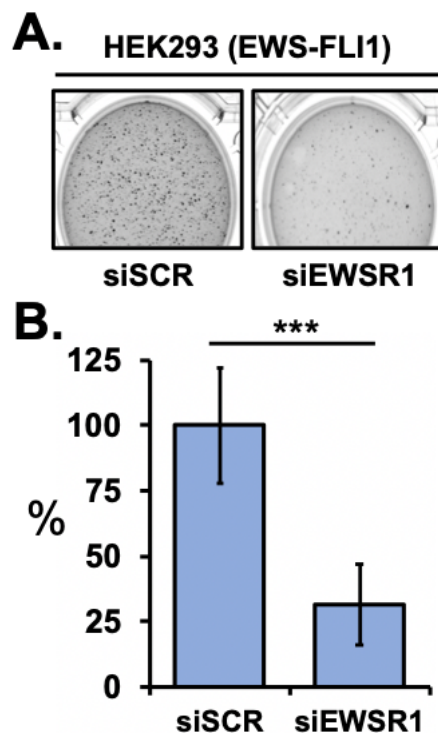 A.
HEK293 (EWS-FLI1)
siSCR siEWSR1
B.
***
125
100
75
50
25
0
%
siSCR siEWSR1